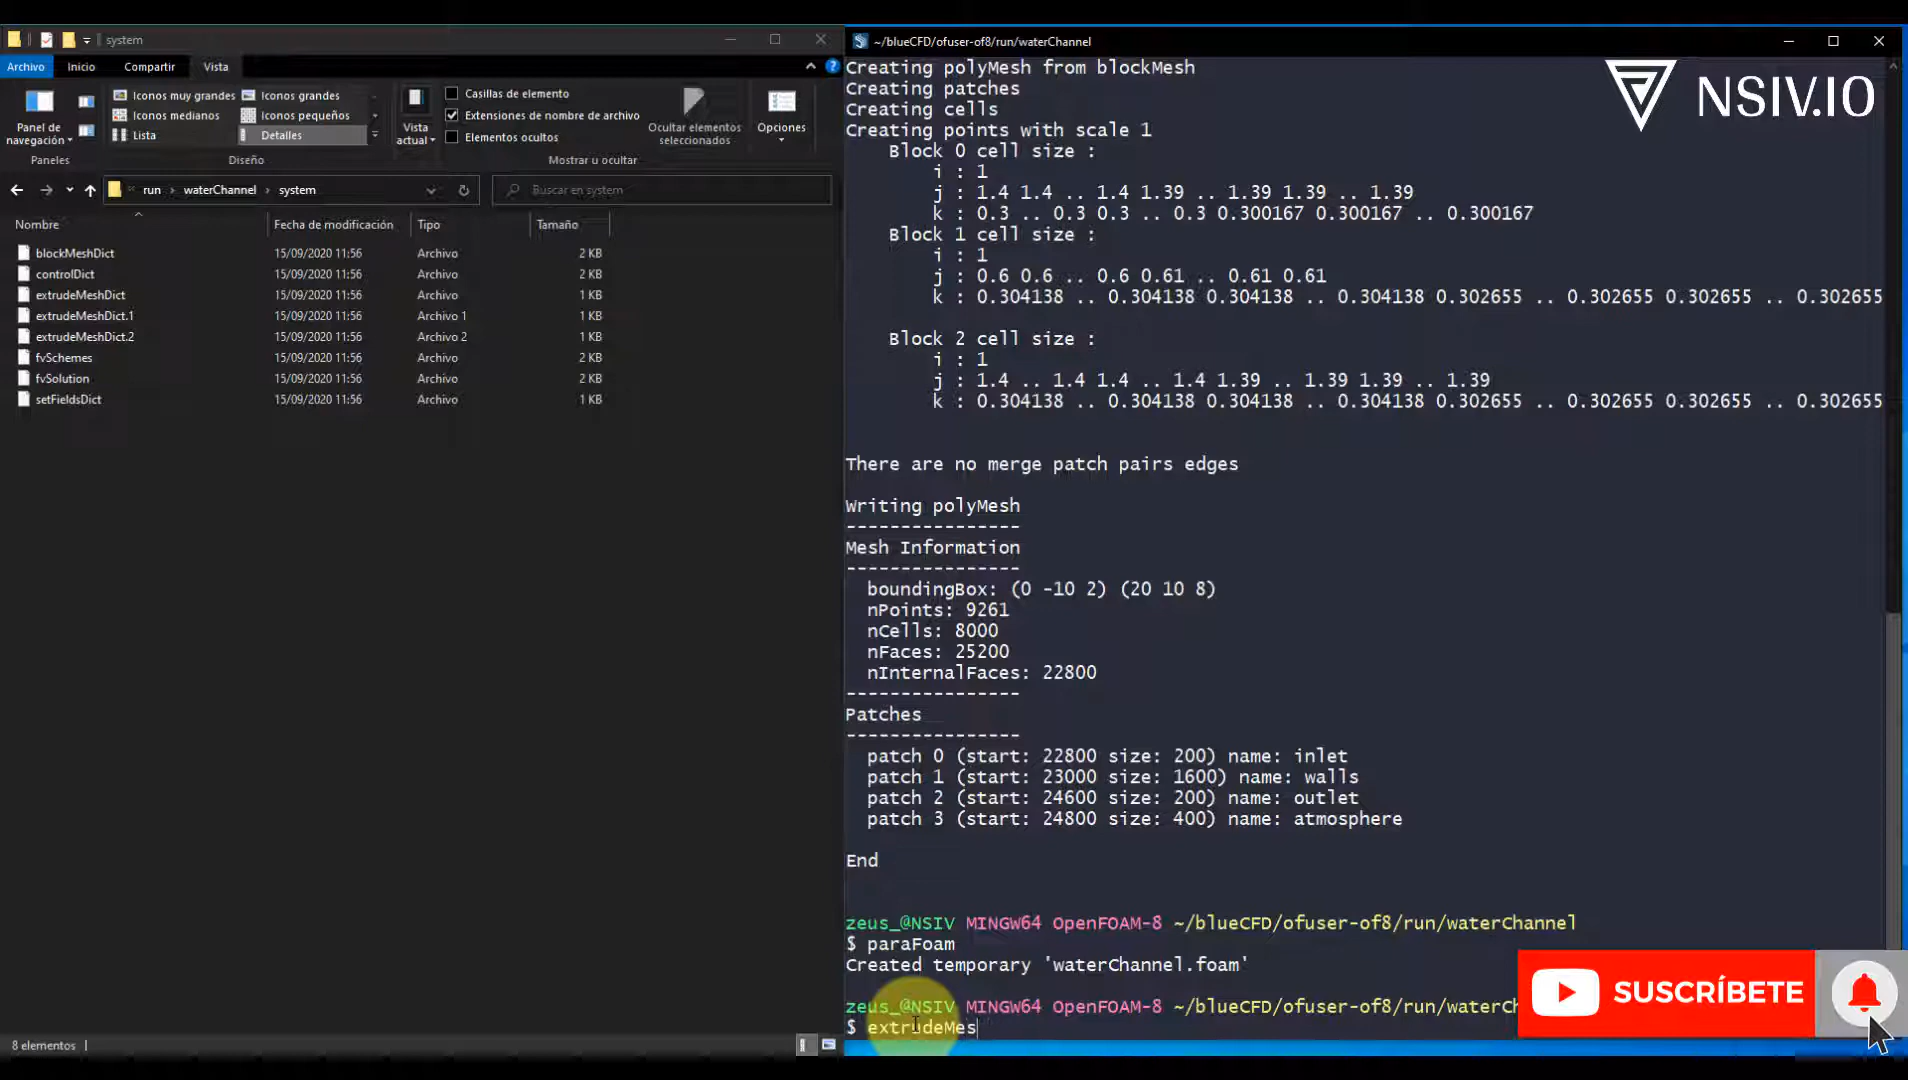 system
Archivo Inicio Compartir Vista
Panel de navegación
Iconos muy grandes Iconos grandes
Iconos medianos Iconos pequeños
Lista Detalles
Vista actual
Casillas de elemento
Extensiones de nombre de archivo
Elementos ocultos
Ocultar elementos seleccionados
Opciones
Paneles Diseño Mostrar u ocultar
run > waterChannel > system
Buscar en system
Nombre Fecha de modificación Tipo Tamaño
blockMeshDict 15/09/2020 11:56 Archivo 2 KB
controlDict 15/09/2020 11:56 Archivo 2 KB
extrudeMeshDict 15/09/2020 11:56 Archivo 1 KB
extrudeMeshDict.1 15/09/2020 11:56 Archivo 1 1 KB
extrudeMeshDict.2 15/09/2020 11:56 Archivo 2 1 KB
fvSchemes 15/09/2020 11:56 Archivo 2 KB
fvSolution 15/09/2020 11:56 Archivo 2 KB
setFieldsDict 15/09/2020 11:56 Archivo 1 KB
8 elementos
~/blueCFD/ofuser-of8/run/waterChannel
NSIV.IO
Creating polyMesh from blockMesh
Creating patches
Creating cells
Creating points with scale 1
Block 0 cell size :
i : 1
j : 1.4 1.4 .. 1.4 1.39 .. 1.39 1.39 .. 1.39
k : 0.3 .. 0.3 0.3 .. 0.3 0.300167 0.300167 .. 0.300167
Block 1 cell size :
i : 1
j : 0.6 0.6 .. 0.6 0.61 .. 0.61 0.61
k : 0.304138 .. 0.304138 0.304138 .. 0.304138 0.302655 .. 0.302655 0.302655 .. 0.302655
Block 2 cell size :
i : 1
j : 1.4 .. 1.4 1.4 .. 1.4 1.39 .. 1.39 1.39 .. 1.39
k : 0.304138 .. 0.304138 0.304138 .. 0.304138 0.302655 .. 0.302655 0.302655 .. 0.302655
There are no merge patch pairs edges
Writing polyMesh
----------------
Mesh Information
----------------
boundingBox: (0 -10 2) (20 10 8)
nPoints: 9261
nCells: 8000
nFaces: 25200
nInternalFaces: 22800
----------------
Patches
----------------
patch 0 (start: 22800 size: 200) name: inlet
patch 1 (start: 23000 size: 1600) name: walls
patch 2 (start: 24600 size: 200) name: outlet
patch 3 (start: 24800 size: 400) name: atmosphere
End
zeus_@NSIV MINGW64 OpenFOAM-8 ~/blueCFD/ofuser-of8/run/waterChannel
$ paraFoam
Created temporary 'waterChannel.foam'
zeus_@NSIV MINGW64 OpenFOAM-8 ~/blueCFD/ofuser-of8/run/waterCh
$ extrudeMes
SUSCRÍBETE